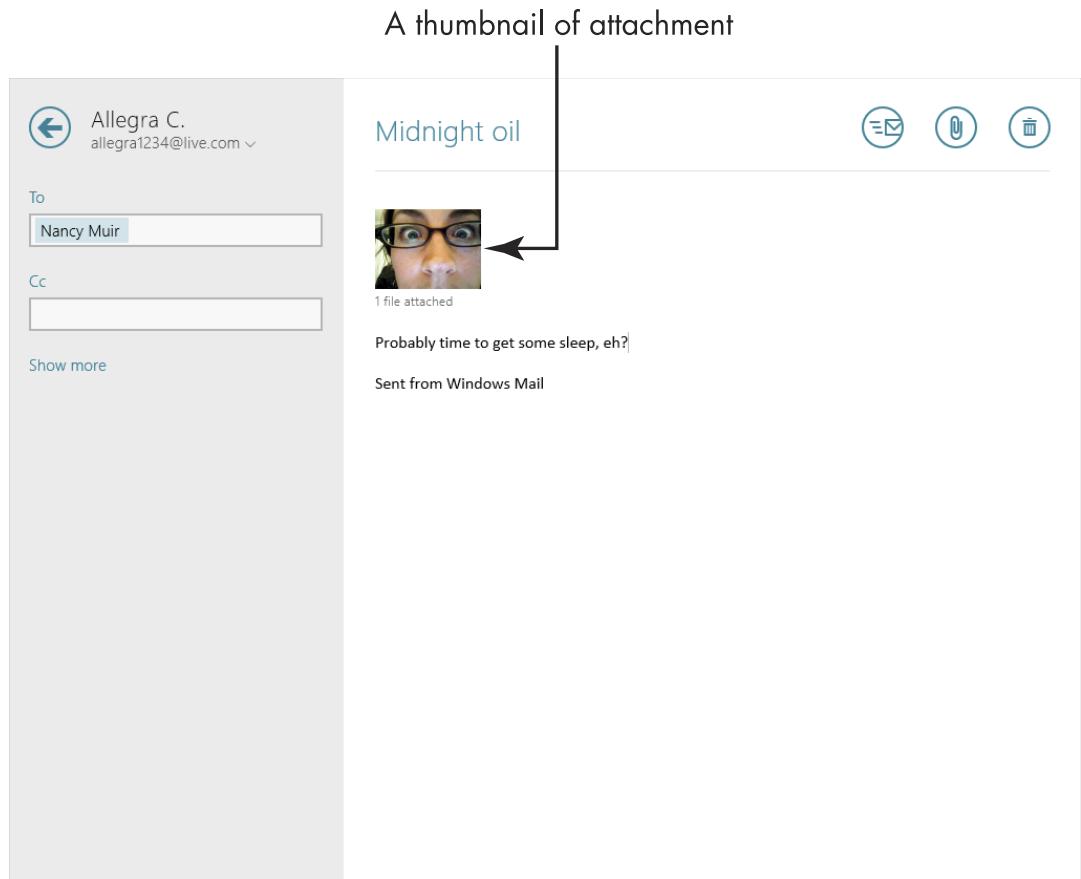 A thumbnail of attachment
Allegra C.
allegra1234@live.com
To
Nancy Muir
Cc
Show more
Midnight oil
1 file attached
Probably time to get some sleep, eh?
Sent from Windows Mail